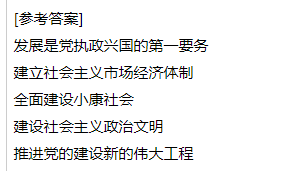 [参考答案]
发展是党执政兴国的第一要务
建立社会主义市场经济体制
全面建设小康社会
建设社会主义政治文明
推进党的建设新的伟大工程